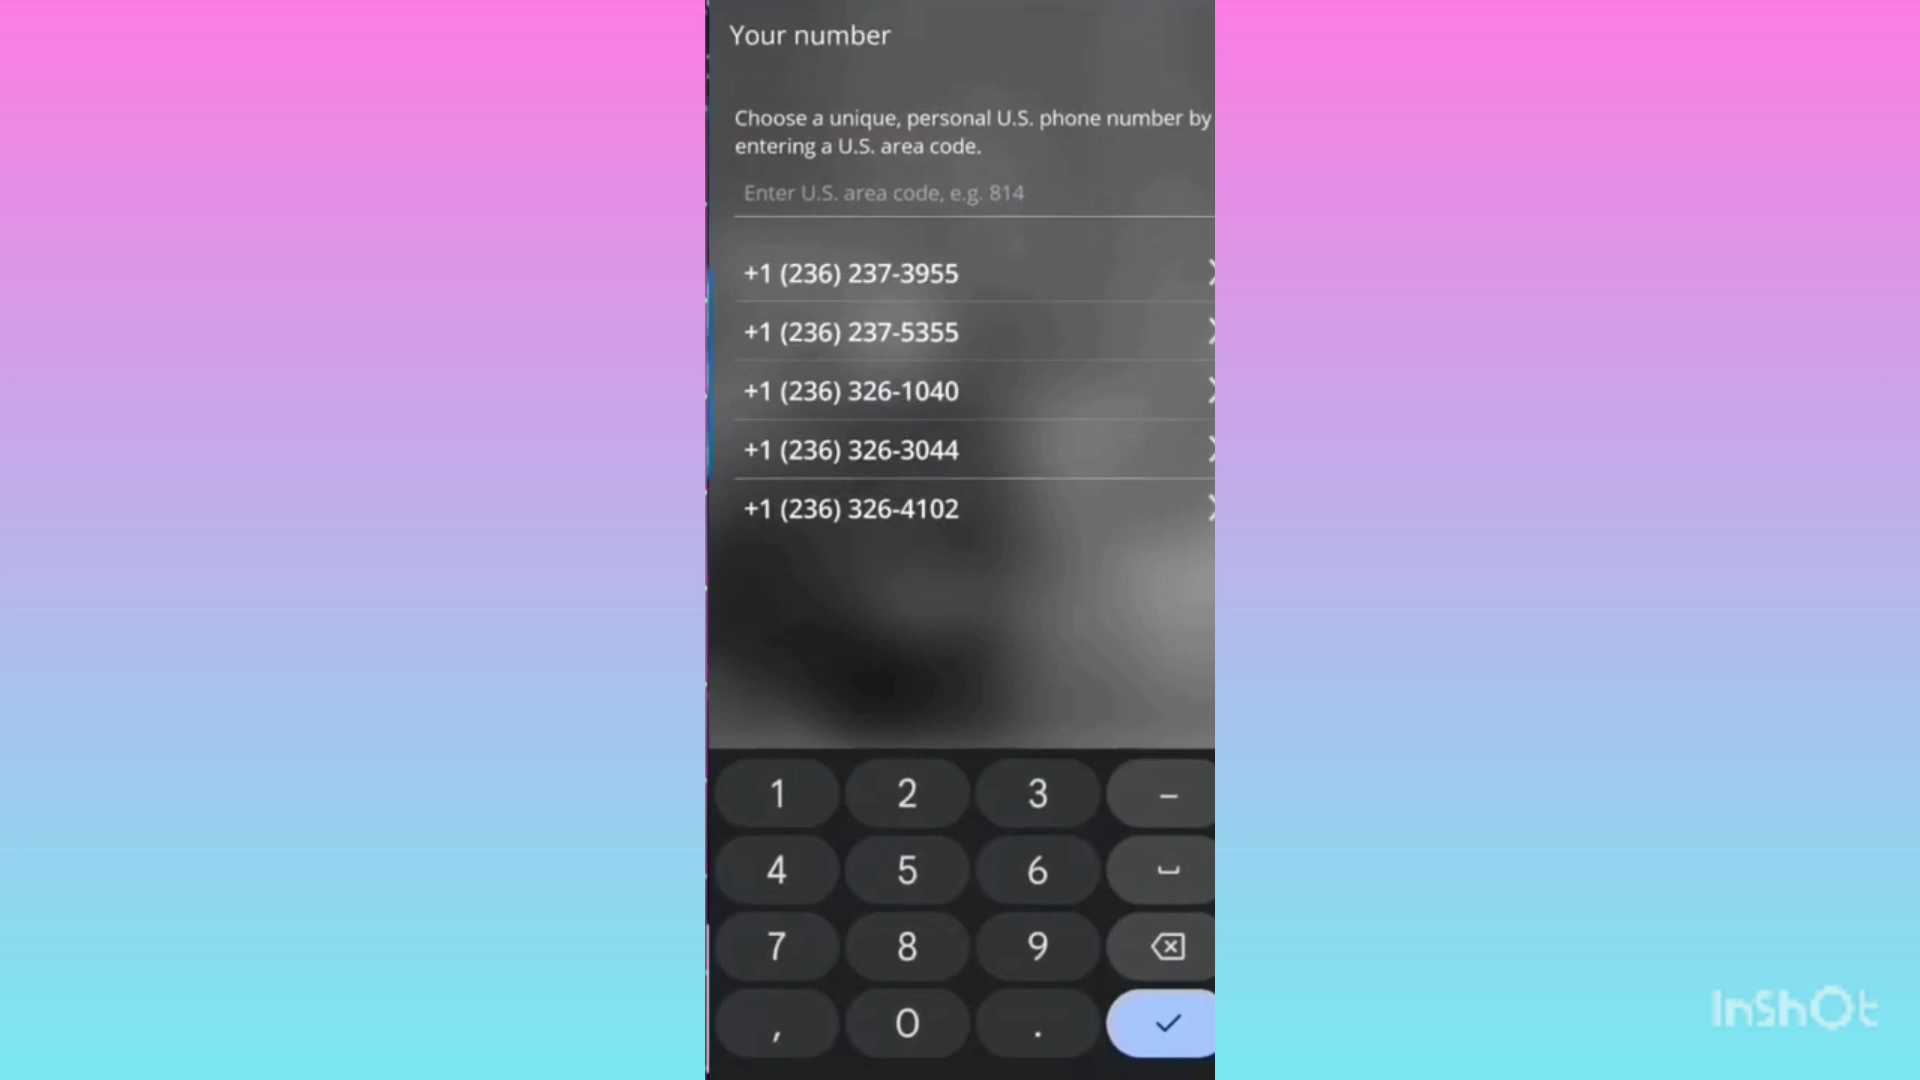 Your number
Choose a unique, personal U.S. phone number by
entering a U.S. area code.
Enter U.S. area code, e.g. 814
+1 (236) 237-3955
+1 (236) 237-5355
+1 (236) 326-1040
+1 (236) 326-3044
+1 (236) 326-4102
1 2 3 –
4 5 6
7 8 9
, 0 .
InShOt